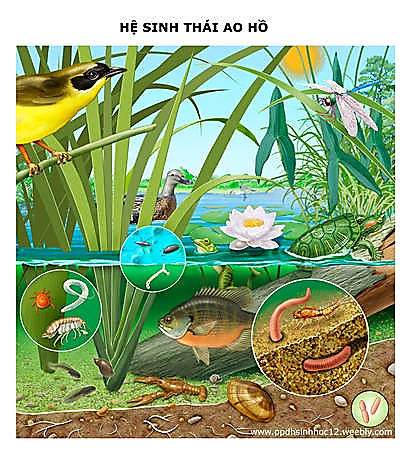 HỆ SINH THÁI AO HỒ
www.ppdhsinhhoc12.weebly.com